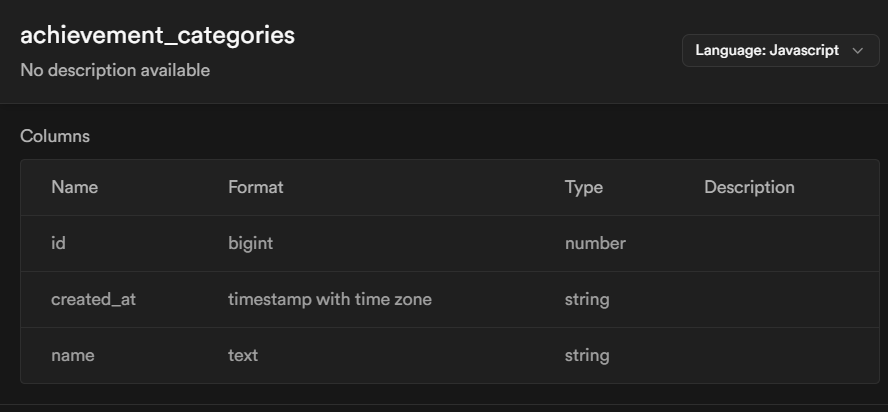 achievement_categories
Language: Javascript
No description available
Columns
Name Format Type Description
id bigint number
created_at timestamp with time zone string
name text string